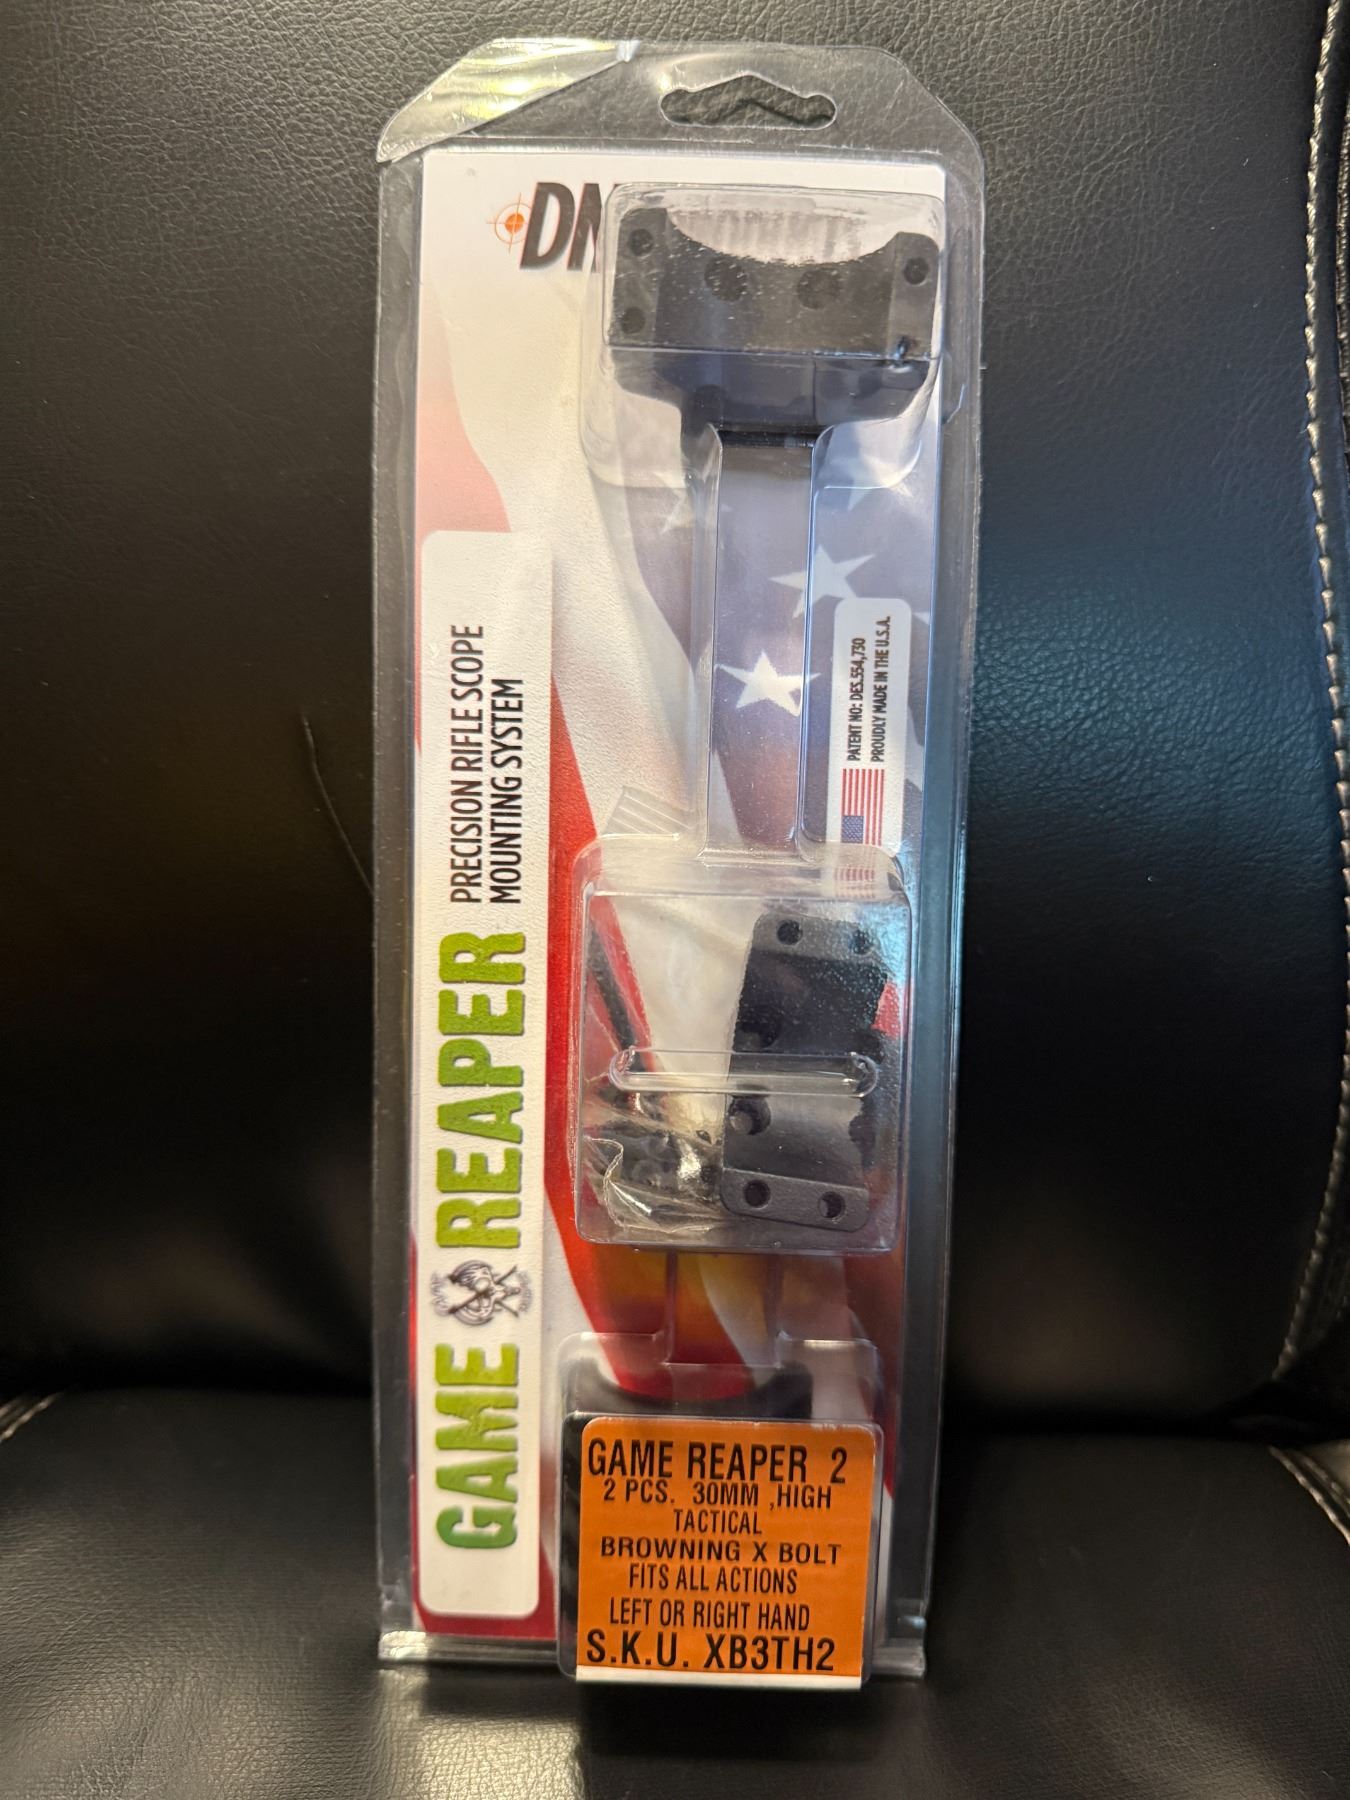 PRECISION RIFLE SCOPE
MOUNTING SYSTEM
GAME REAPER
PATENT NO: DES.554,730
PROUDLY MADE IN THE U.S.A.
GAME REAPER 2
2 PCS. 30MM ,HIGH
TACTICAL
BROWNING X BOLT
FITS ALL ACTIONS
LEFT OR RIGHT HAND
S.K.U. XB3TH2